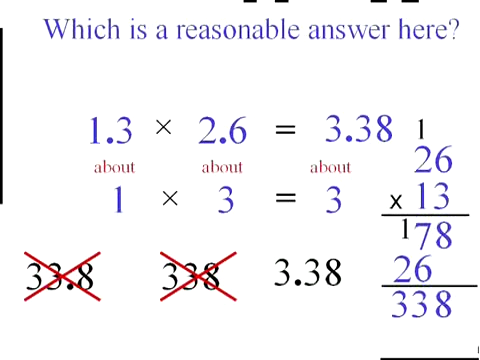 Which is a reasonable answer here?
1.3 × 2.6 = 3.38
about about about
1 × 3 = 3
33.8 338 3.38
1
26
x 13
1
78
26
338